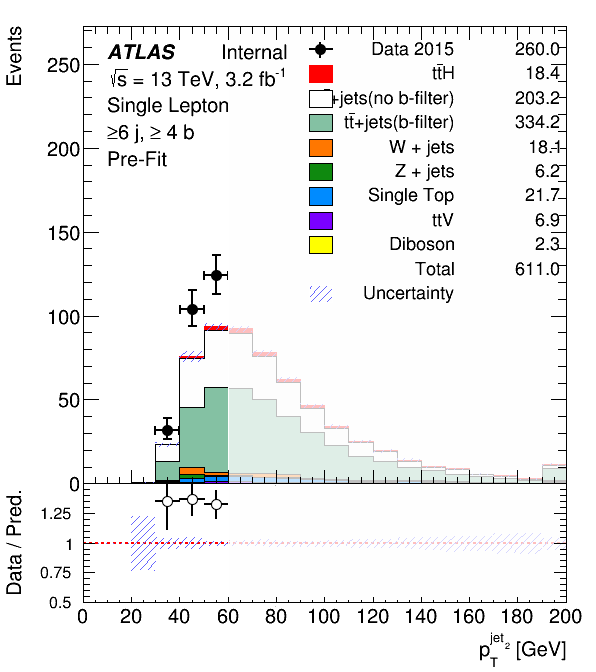 Events
ATLAS Internal
√s = 13 TeV, 3.2 fb-1
Single Lepton
≥6 j, ≥ 4 b
Pre-Fit
Data 2015 260.0
tt̄H 18.4
+jets(no b-filter) 203.2
tt̄+jets(b-filter) 334.2
W + jets 18.1
Z + jets 6.2
Single Top 21.7
ttV 6.9
Diboson 2.3
Total 611.0
Uncertainty
250
200
150
100
50
0
Data / Pred.
1.25
1
0.75
0.5
0 20 40 60 80 100 120 140 160 180 200
pTjet2 [GeV]